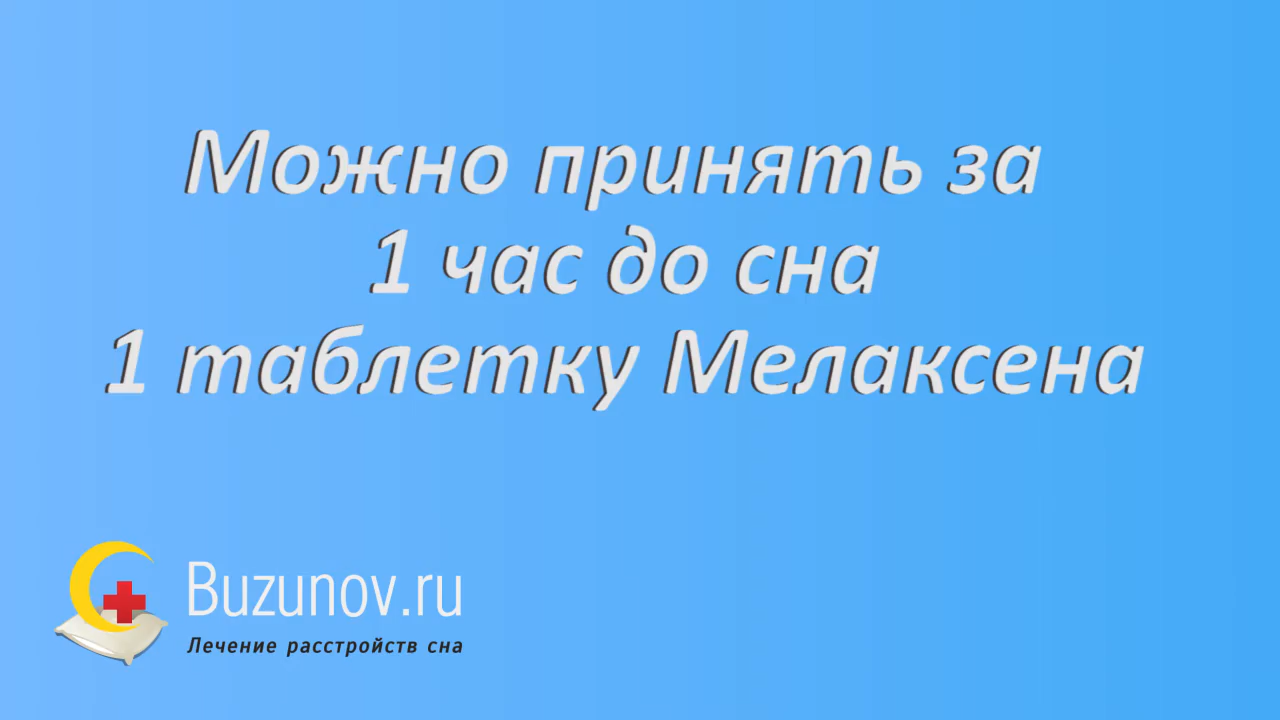 Можно принять за
1 час до сна
1 таблетку Мелаксена
Buzunov.ru
Лечение расстройств сна